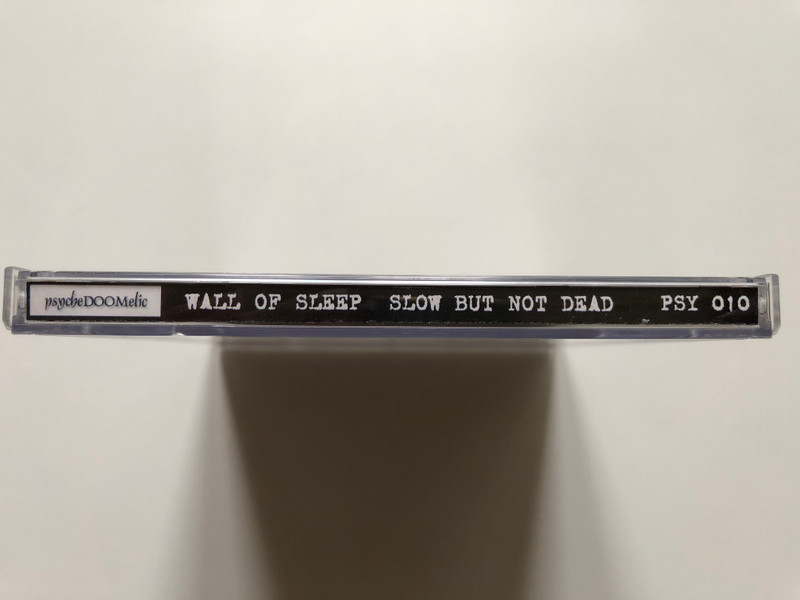 psycheDOOMelic WALL OF SLEEP SLOW BUT NOT DEAD PSY 010